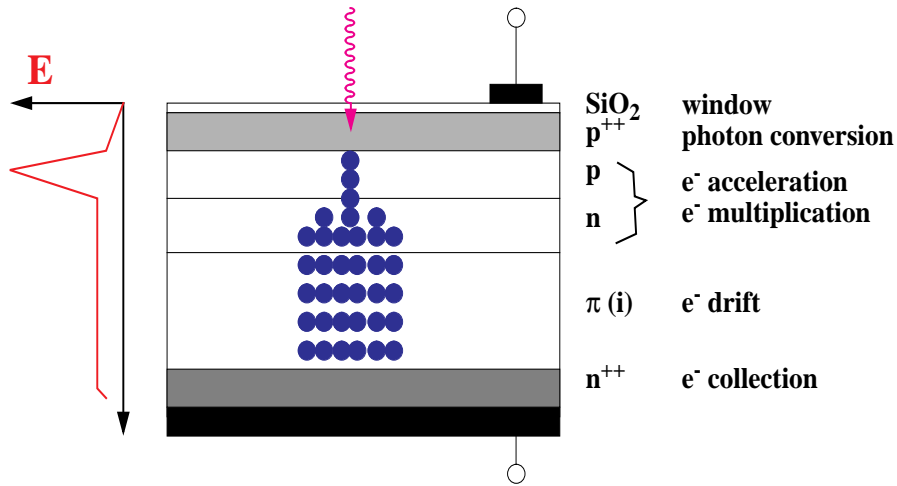 E
SiO2 window
p++ photon conversion
p e- acceleration
n e- multiplication
π (i) e- drift
n++ e- collection